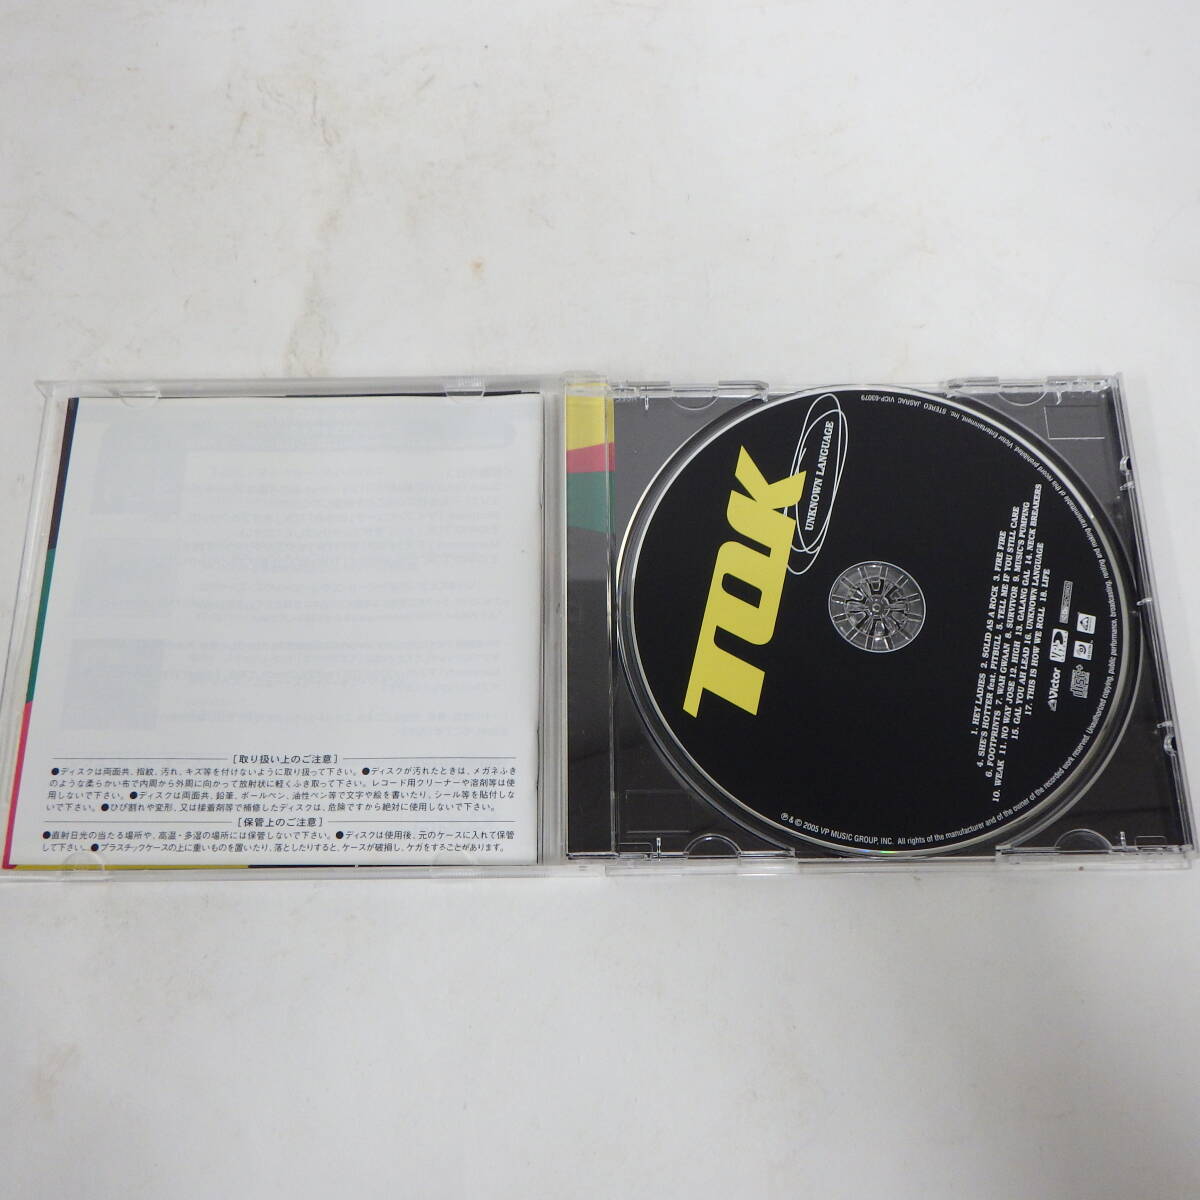 [取り扱い上のご注意]
●ディスクは両面共、指紋、汚れ、キズ等を付けないように取り扱って下さい。●ディスクが汚れたときは、メガネふき
のような柔らかい布で内周から外周に向かって放射状に軽くふき取って下さい。レコード用クリーナーや溶剤等は使
用しないで下さい。●ディスクは両面共、鉛筆、ボールペン、油性ペン等で文字や絵を書いたり、シール等を貼付しな
いで下さい。●ひび割れや変形、又は接着剤等で補修したディスクは、危険ですから絶対に使用しないで下さい。
[保管上のご注意]
●直射日光の当たる場所や、高温・多湿の場所には保管しないで下さい。●ディスクは使用後、元のケースに入れて保管
して下さい。●プラスチックケースの上に重いものを置いたり、落としたりすると、ケースが破損し、ケガをすることがあります。
TOK
UNKNOWN LANGUAGE
1. HEY LADIES 2. SOLID AS A ROCK 3. FIRE FIRE
4. SHE'S HOTTER feat. PITBULL 5. TELL ME IF YOU STILL CARE
6. FOOTPRINTS 7. WAH GWAAN 8. SURVIVOR 9. MUSIC'S PUMPING
10. WEAK 11. NO WAY JOSE 12. HIGH 13. GALANG GAL 14. NECK BREAKERS
15. GAL YOU AH LEAD 16. UNKNOWN LANGUAGE
17. THIS IS HOW WE ROLL 18. LIFE
Victor
VP
℗ & © 2005 VP MUSIC GROUP, INC. All rights of the manufacturer and of the owner of the recorded work reserved. Unauthorized copying, public performance, broadcasting, renting and making transmittable of this record prohibited. Victor Entertainment, Inc. STEREO JASRAC VICP-63079